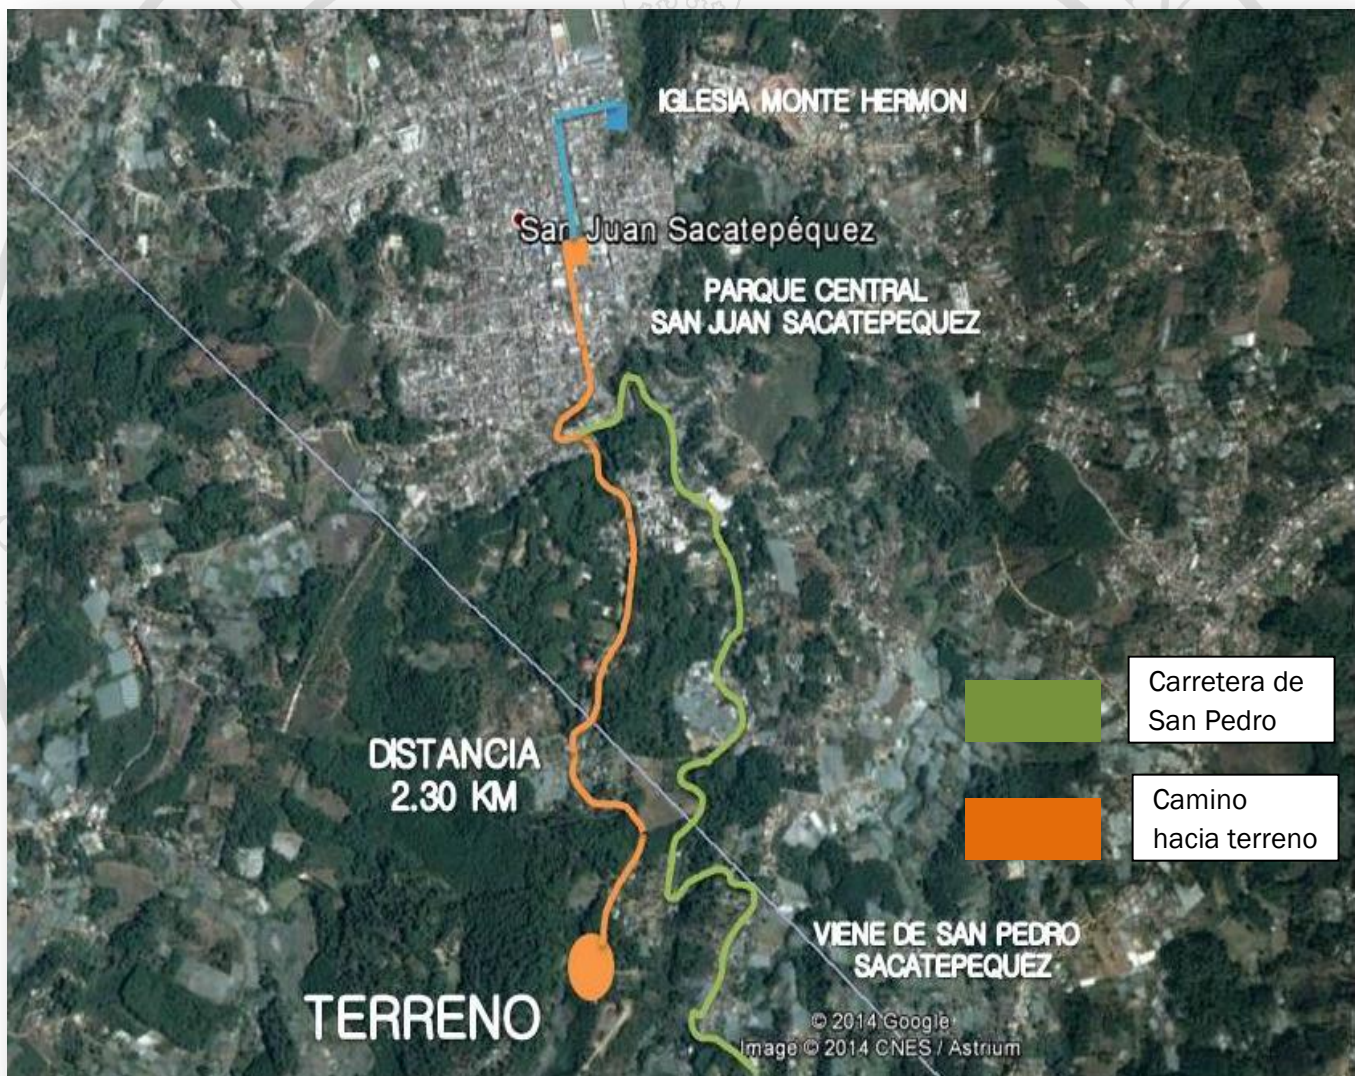 IGLESIA MONTE HERMON
San Juan Sacatepéquez
PARQUE CENTRAL
SAN JUAN SACATEPEQUEZ
Carretera de
San Pedro
DISTANCIA
2.30 KM
Camino
hacia terreno
VIENE DE SAN PEDRO
SACATEPEQUEZ
TERRENO
© 2014 Google
Image © 2014 CNES / Astrium